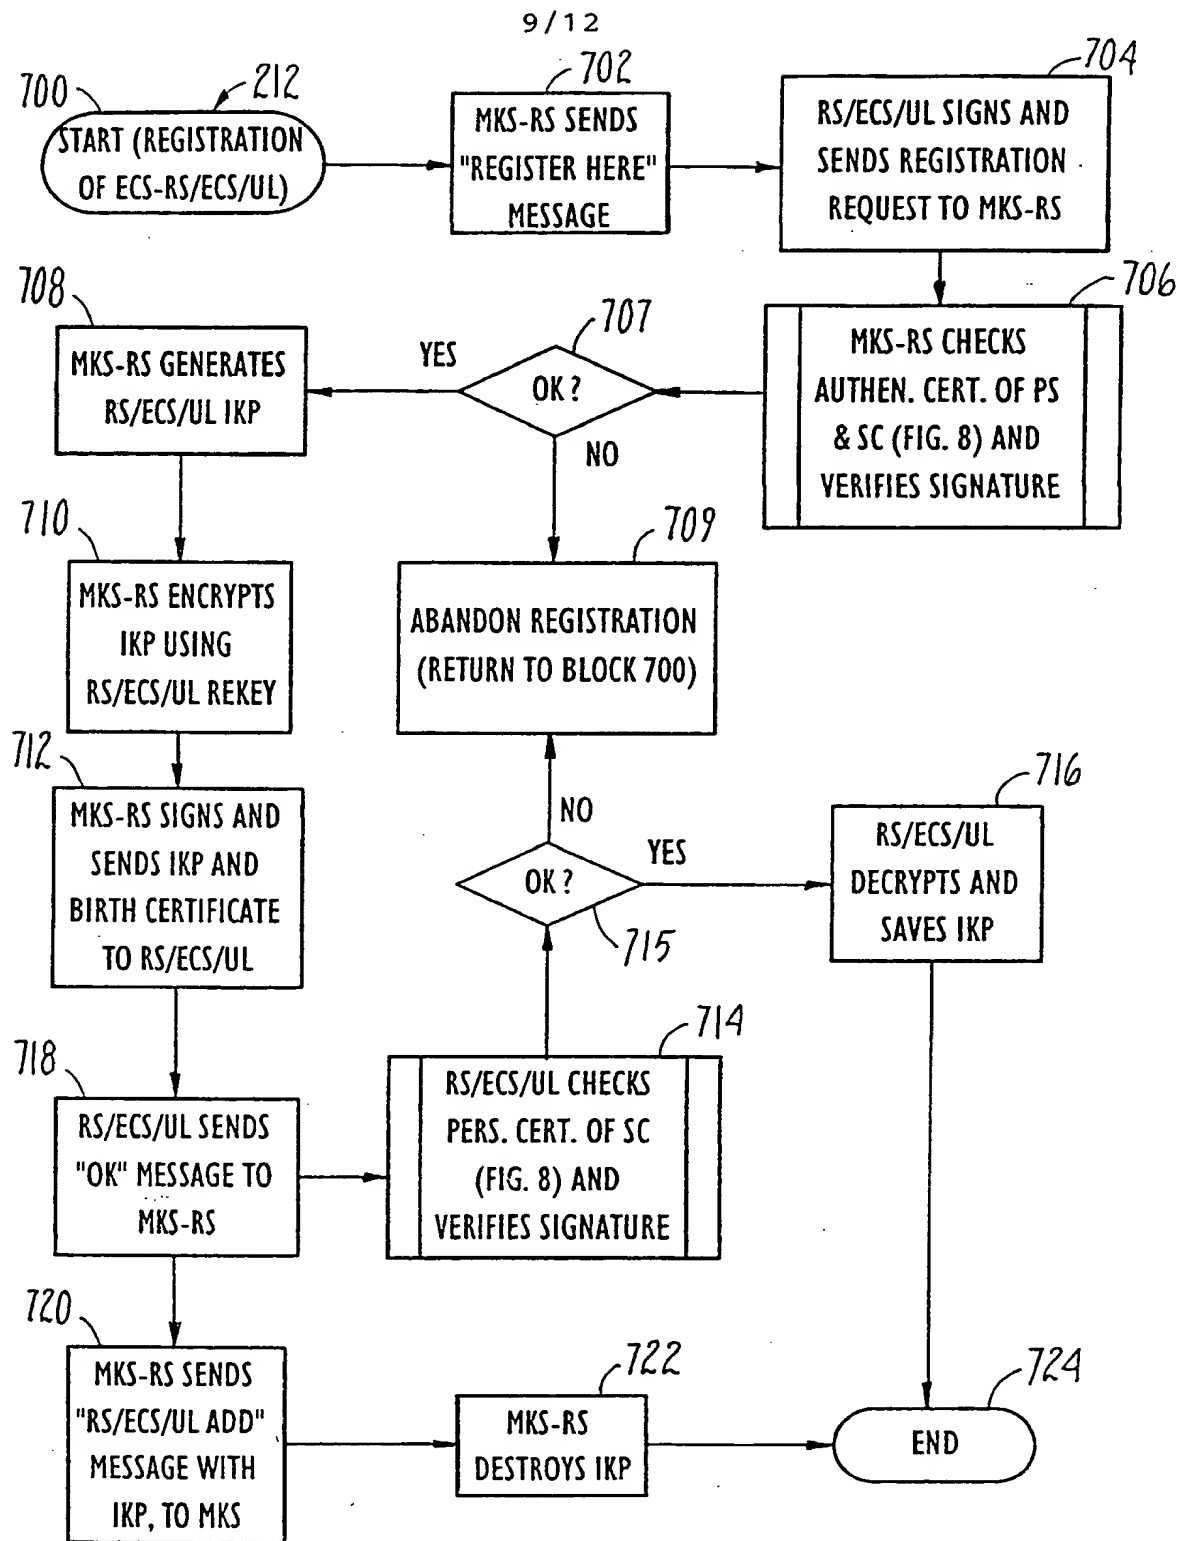 9/12
700
212
START (REGISTRATION
OF ECS-RS/ECS/UL)
702
MKS-RS SENDS
"REGISTER HERE"
MESSAGE
704
RS/ECS/UL SIGNS AND
SENDS REGISTRATION
REQUEST TO MKS-RS
706
MKS-RS CHECKS
AUTHEN. CERT. OF PS
& SC (FIG. 8) AND
VERIFIES SIGNATURE
707
OK?
YES
NO
708
MKS-RS GENERATES
RS/ECS/UL IKP
709
ABANDON REGISTRATION
(RETURN TO BLOCK 700)
710
MKS-RS ENCRYPTS
IKP USING
RS/ECS/UL REKEY
712
MKS-RS SIGNS AND
SENDS IKP AND
BIRTH CERTIFICATE
TO RS/ECS/UL
NO
OK?
YES
715
716
RS/ECS/UL
DECRYPTS AND
SAVES IKP
718
RS/ECS/UL SENDS
"OK" MESSAGE TO
MKS-RS
714
RS/ECS/UL CHECKS
PERS. CERT. OF SC
(FIG. 8) AND
VERIFIES SIGNATURE
720
MKS-RS SENDS
"RS/ECS/UL ADD"
MESSAGE WITH
IKP, TO MKS
722
MKS-RS
DESTROYS IKP
724
END